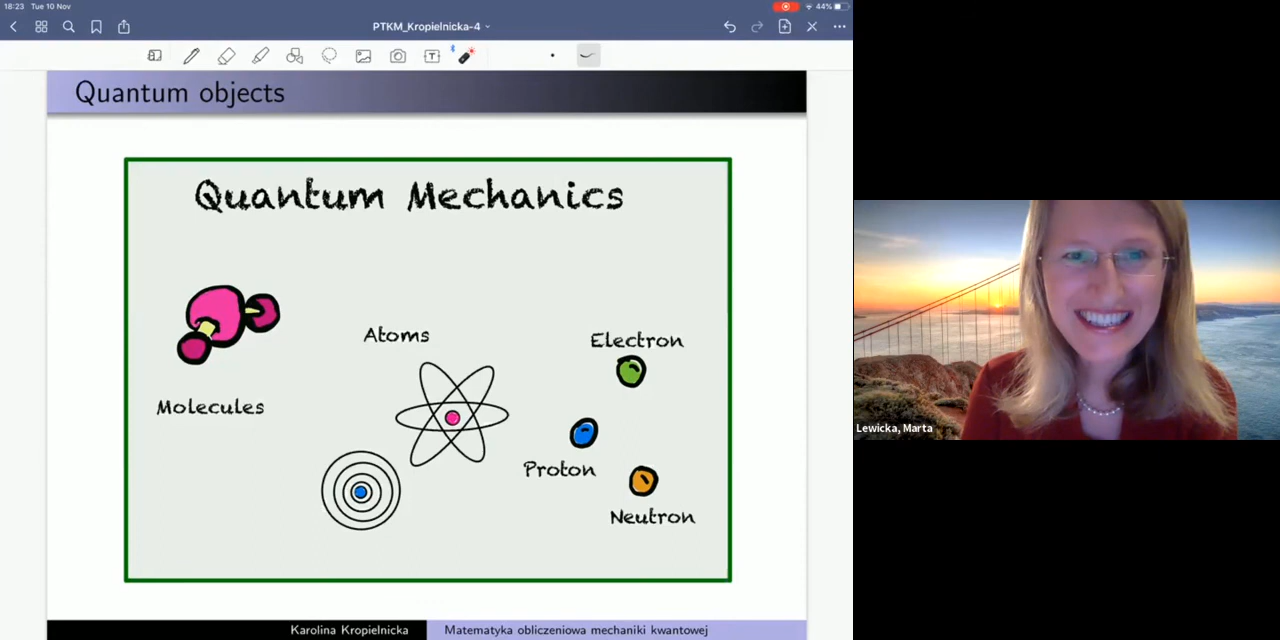 18:23 Tue 10 Nov
44%
PTKM_Kropielnicka-4
T
Quantum objects
Quantum Mechanics
Atoms
Electron
Molecules
Proton
Neutron
Karolina Kropielnicka
Matematyka obliczeniowa mechaniki kwantowej
Lewicka, Marta